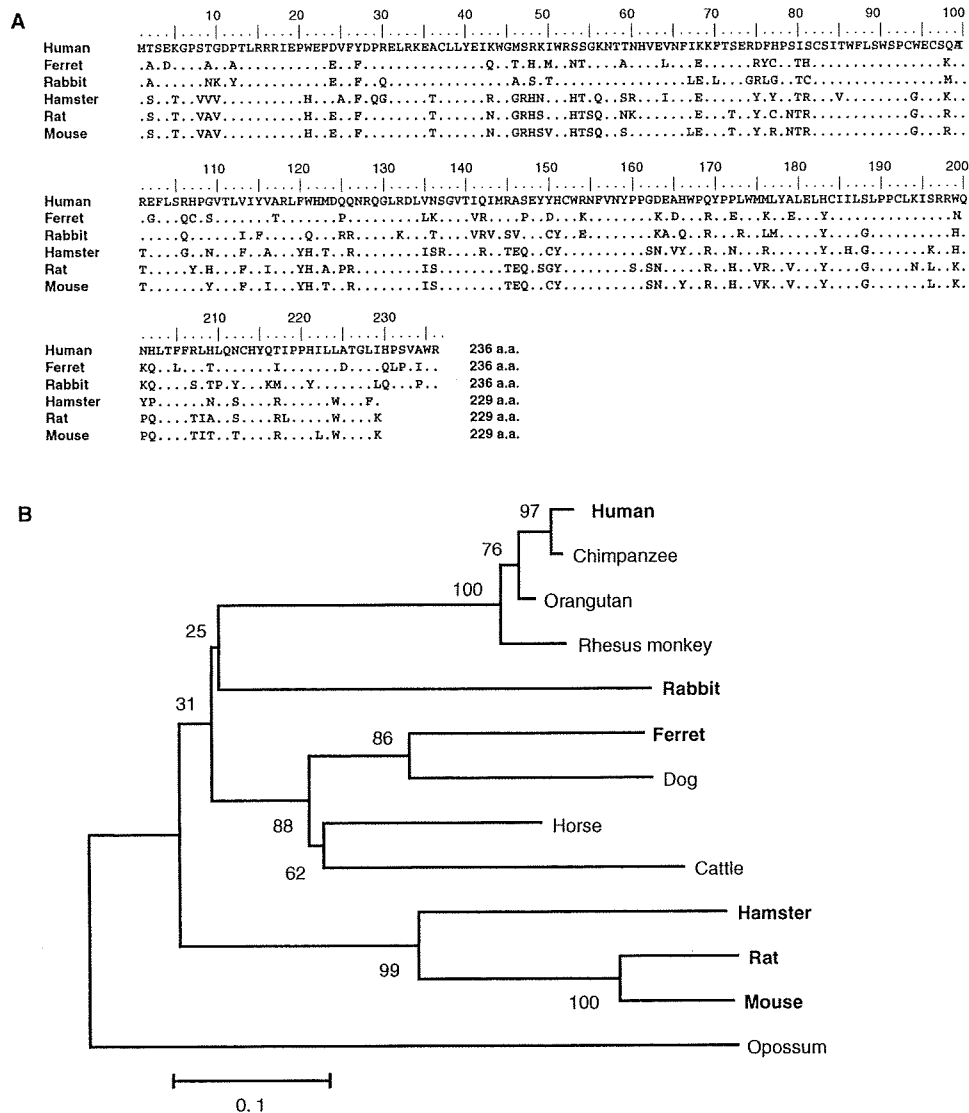 A
10 20 30 40 50 60 70 80 90 100
Human MTSEKGPSTGDPTLRRRIEPWEFDVFYDPRELRKEACLLYEIKWGMSRKIWRSSGKNTTNHVEVNFIKKFTSERDFHPSISCSITWFLSWSPCWECSQAI
Ferret .A.D....A..A...........E..F...............Q..T.H.M..NT....A....L...E......RYC..TH................K..
Rabbit .A......NK.Y...........E..F..Q...............A.S.T................LE.L...GRLG..TC................M..
Hamster .S..T..VVV..........H...A.F.QG.....T......R..GRHN...HT.Q..SR...I...E......Y.Y..TR...V........G...K..
Rat .S..T..VAV..........H..E..F........T......N..GRHS...HTSQ..NK.......E....T..Y.C.NTR...........G...R..
Mouse .S..T..VAV..........H..E..F........T......N..GRHSV..HTSQ..S.......LE......Y.R.NTR............G...R..
110 120 130 140 150 160 170 180 190 200
Human REFLSRHPGVTLVIYVARLFWHMDQQNRQGLRDLVNSGVTIQIMRASEYYHCWRNFVNYPPGDEAHWPQYPPLWMMLYALELHCIILSLPPCLKISRRWQ
Ferret .G...QC.S.......T.......P.........LK.....VR....P..D...E........K.D...R..E...K..E...Y................N
Rabbit .....Q......I.F.....Q...RR.....T...T.....VRV..SV..CY...E.......KA.Q..R...R.LM......Y....G...........H.
Hamster T....G..N...F..A....YH.T..R........ISR....R...TEQ..CY..........SN.VY..R..N...R.....Y..H.G.......K..H.
Rat T.....Y.H...F..I....YH.A.PR........IS.........TEQ.SGY.........S.SN....R..H..VR..V..Y....G.....N.L..K.
Mouse T.......Y...F..I....YH.T..R........IS.........TEQ..CY..........SN..Y..R..H..VK..V..Y....G.......L..K.
210 220 230
Human NHLTFFRLHLQNCHYQTIPPHILLATGLIHPSVAWR 236 a.a.
Ferret KQ..L...T.......I.......D....QLP.I.. 236 a.a.
Rabbit KQ.....S.TP.Y...KM...Y.......LQ...P.. 236 a.a.
Hamster YP......N..S....R......W...F. 229 a.a.
Rat PQ....TIA..S....RL.....W....K 229 a.a.
Mouse PQ....TIT..T....R....L.W....K 229 a.a.
B
97 Human
76
Chimpanzee
100
Orangutan
25
Rhesus monkey
Rabbit
31
86 Ferret
Dog
88
Horse
62
Cattle
Hamster
99
Rat
100 Mouse
Opossum
0. 1